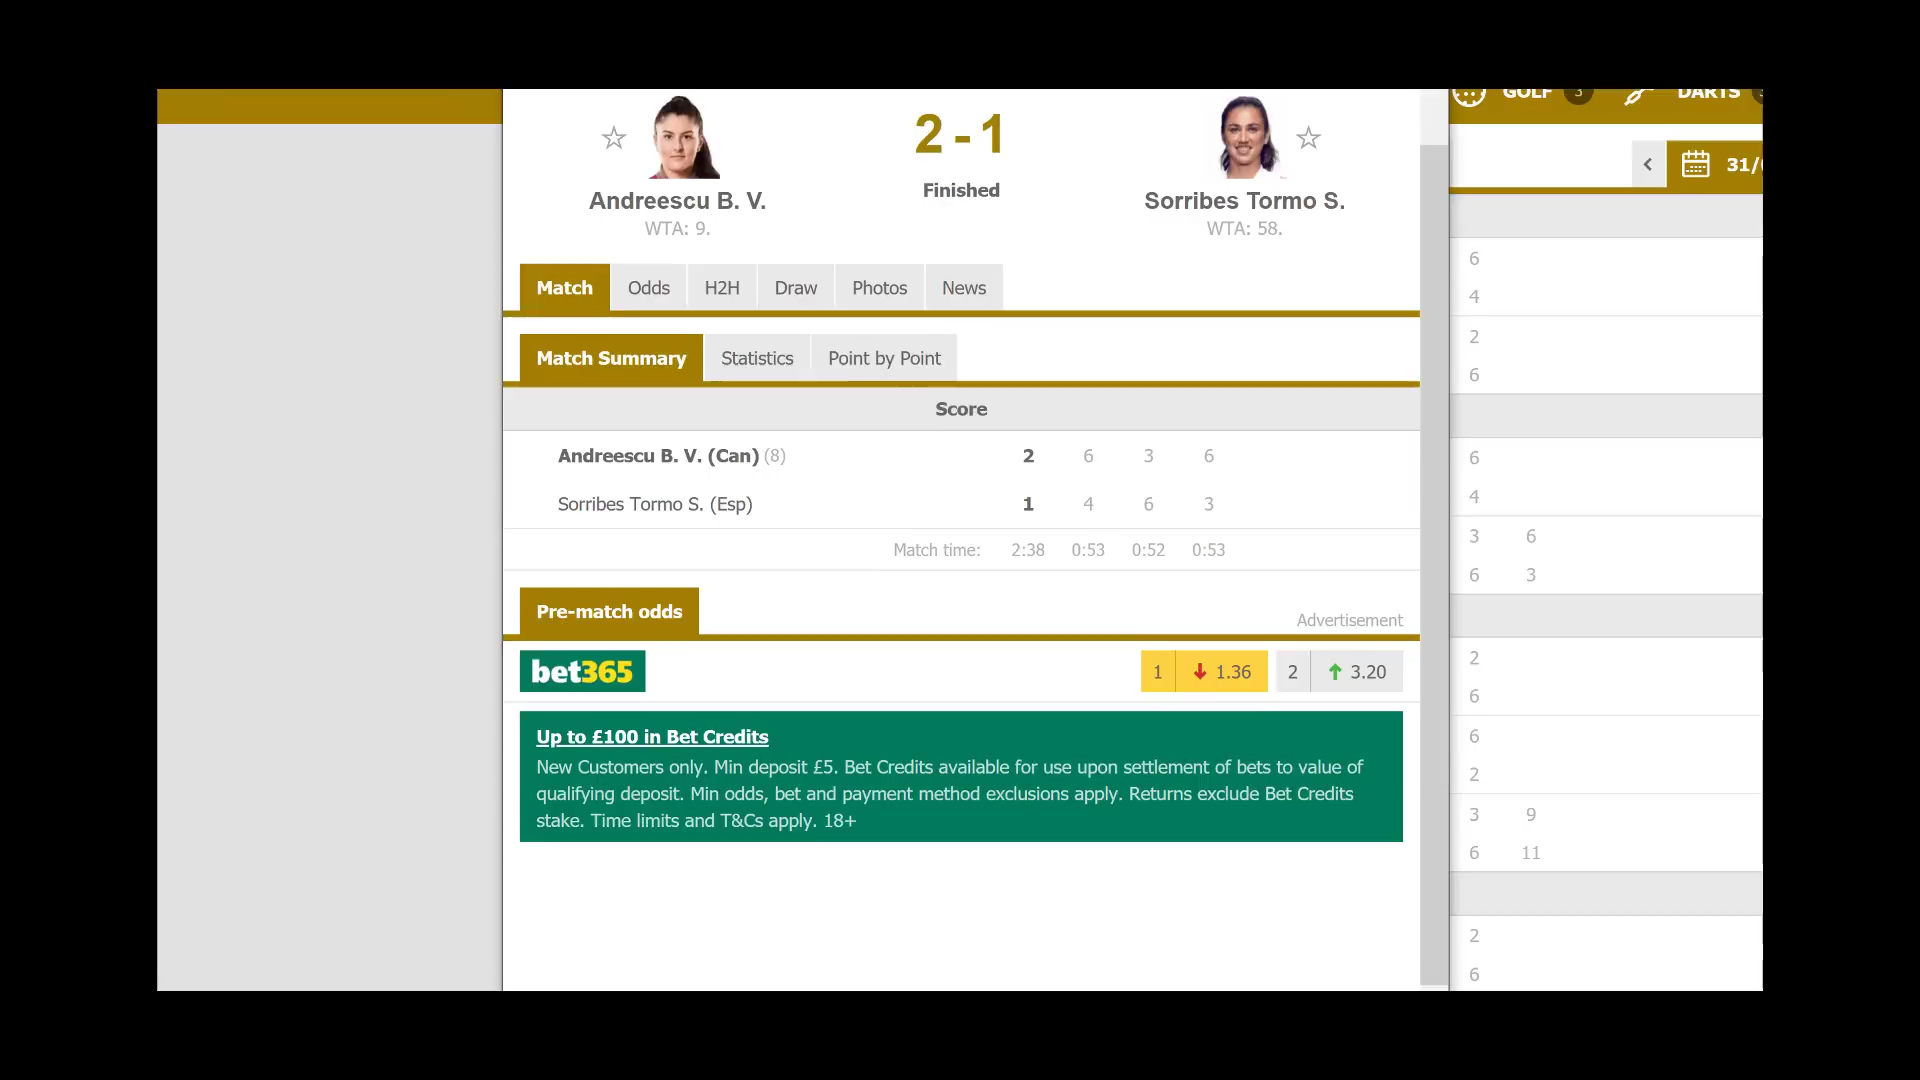 GOLF 3 DARTS
31/
2 - 1
Finished
Andreescu B. V.
WTA: 9.
Sorribes Tormo S.
WTA: 58.
Match Odds H2H Draw Photos News
Match Summary Statistics Point by Point
Score
Andreescu B. V. (Can) (8) 2 6 3 6
Sorribes Tormo S. (Esp) 1 4 6 3
Match time: 2:38 0:53 0:52 0:53
Pre-match odds
Advertisement
bet365 1 1.36 2 3.20
Up to £100 in Bet Credits
New Customers only. Min deposit £5. Bet Credits available for use upon settlement of bets to value of
qualifying deposit. Min odds, bet and payment method exclusions apply. Returns exclude Bet Credits
stake. Time limits and T&Cs apply. 18+
6
4
2
6
6
4
3 6
6 3
2
6
6
2
3 9
6 11
2
6